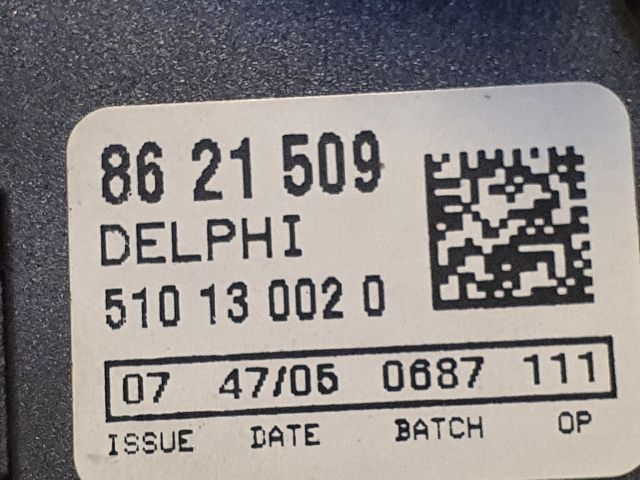 86 21 509
DELPHI
510 13 002 0
07 47/05 0687 111
ISSUE DATE BATCH OP